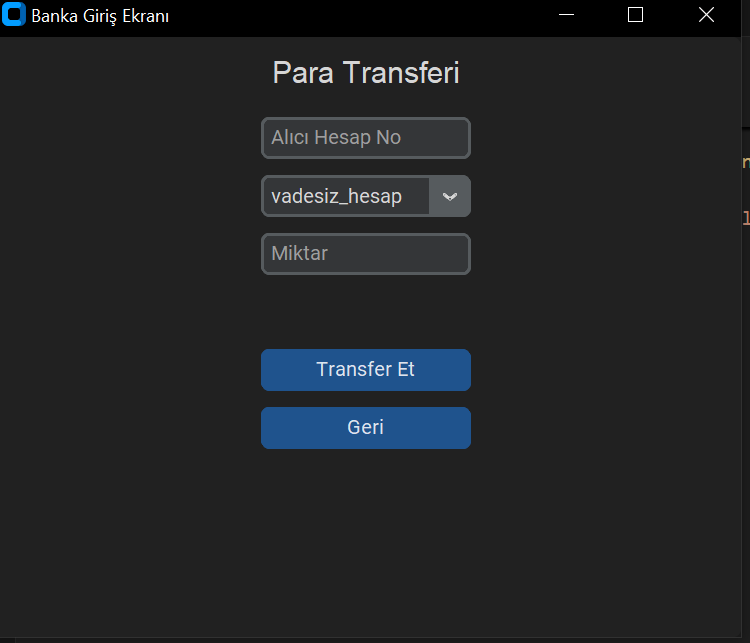 Banka Giriş Ekranı
Para Transferi
Alıcı Hesap No
vadesiz_hesap
Miktar
Transfer Et
Geri